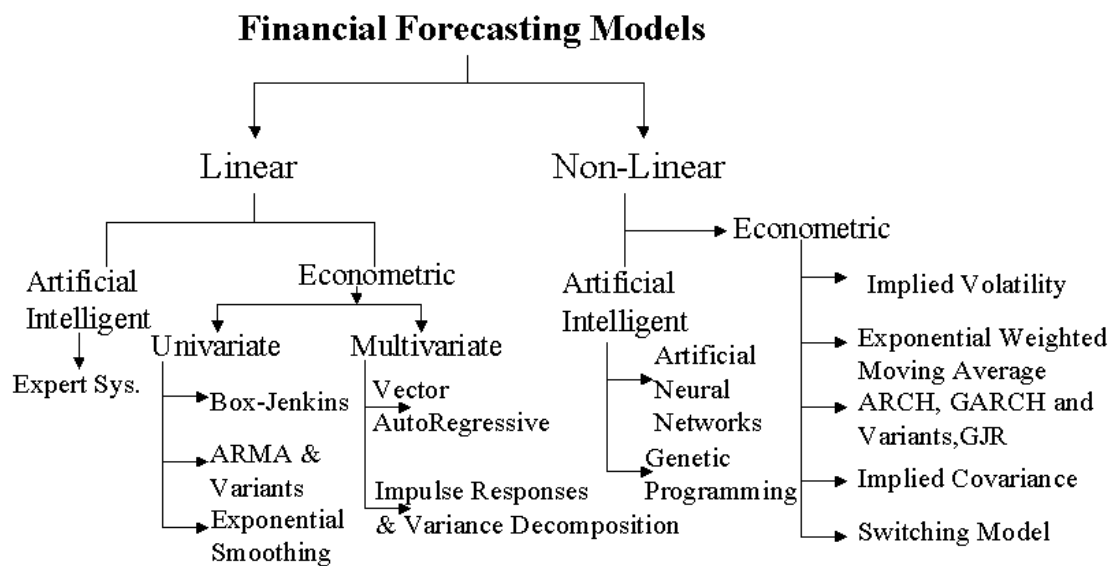 Financial Forecasting Models
Linear
Non-Linear
Artificial
Intelligent
Expert Sys.
Econometric
Univariate
Box-Jenkins
ARMA &
Variants
Exponential
Smoothing
Multivariate
Vector
AutoRegressive
Impulse Responses
& Variance Decomposition
Artificial
Intelligent
Artificial
Neural
Networks
Genetic
Programming
Econometric
Implied Volatility
Exponential Weighted
Moving Average
ARCH, GARCH and
Variants,GJR
Implied Covariance
Switching Model